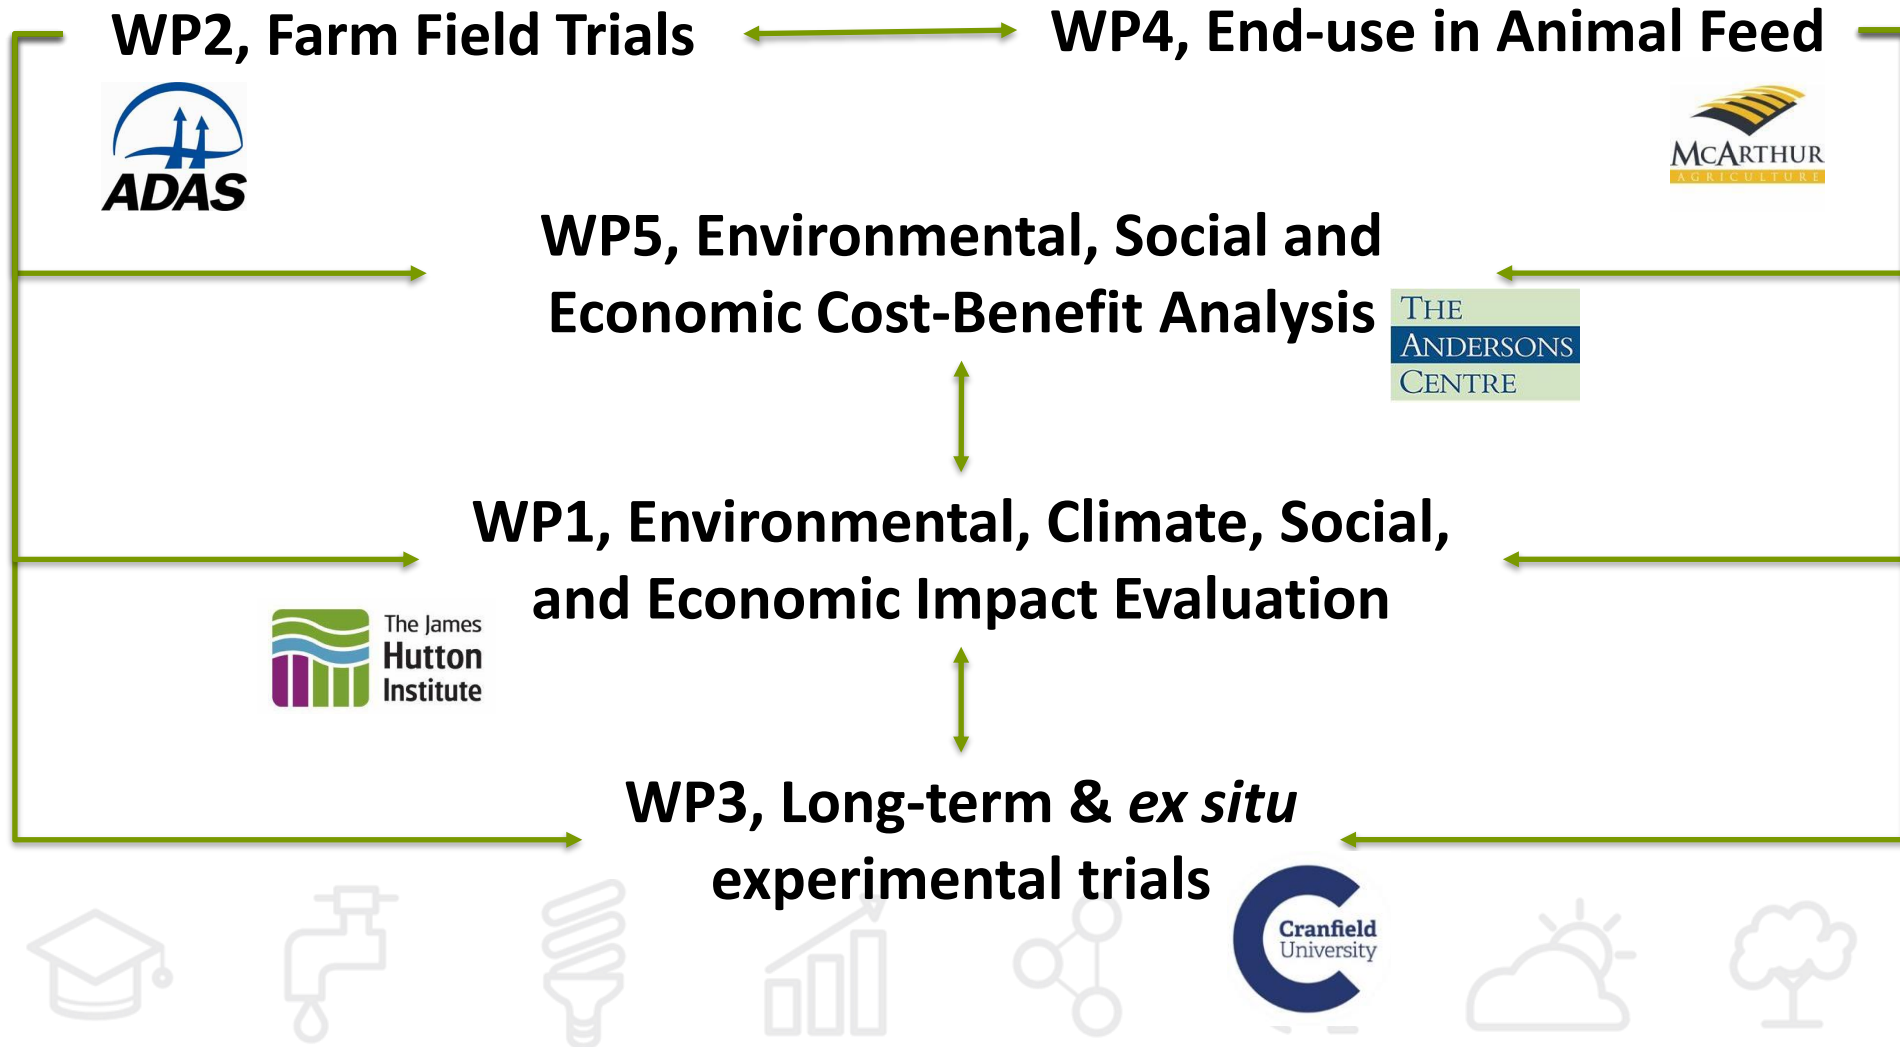 WP2, Farm Field Trials
WP4, End-use in Animal Feed
ADAS
McARTHUR
AGRICULTURE
WP5, Environmental, Social and
Economic Cost-Benefit Analysis
THE
ANDERSONS
CENTRE
WP1, Environmental, Climate, Social,
and Economic Impact Evaluation
The James
Hutton
Institute
WP3, Long-term & ex situ
experimental trials
Cranfield
University